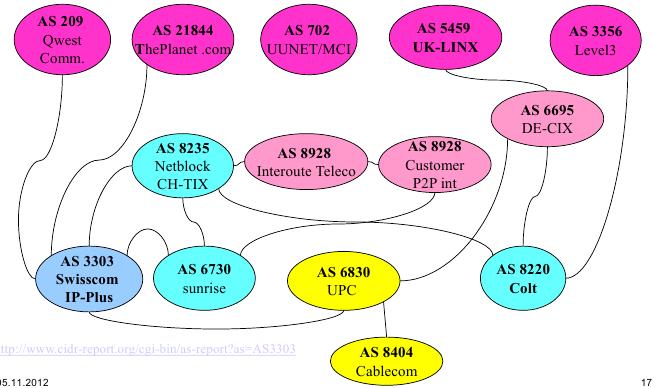 AS 209
Qwest
Comm.
AS 21844
ThePlanet .com
AS 702
UUNET/MCI
AS 5459
UK-LINX
AS 3356
Level3
AS 6695
DE-CIX
AS 8235
Netblock
CH-TIX
AS 8928
Interoute Teleco
AS 8928
Customer
P2P int
AS 3303
Swisscom
IP-Plus
AS 6730
sunrise
AS 6830
UPC
AS 8220
Colt
AS 8404
Cablecom
http://www.cidr-report.org/cgi-bin/as-report?as=AS3303
05.11.2012
17